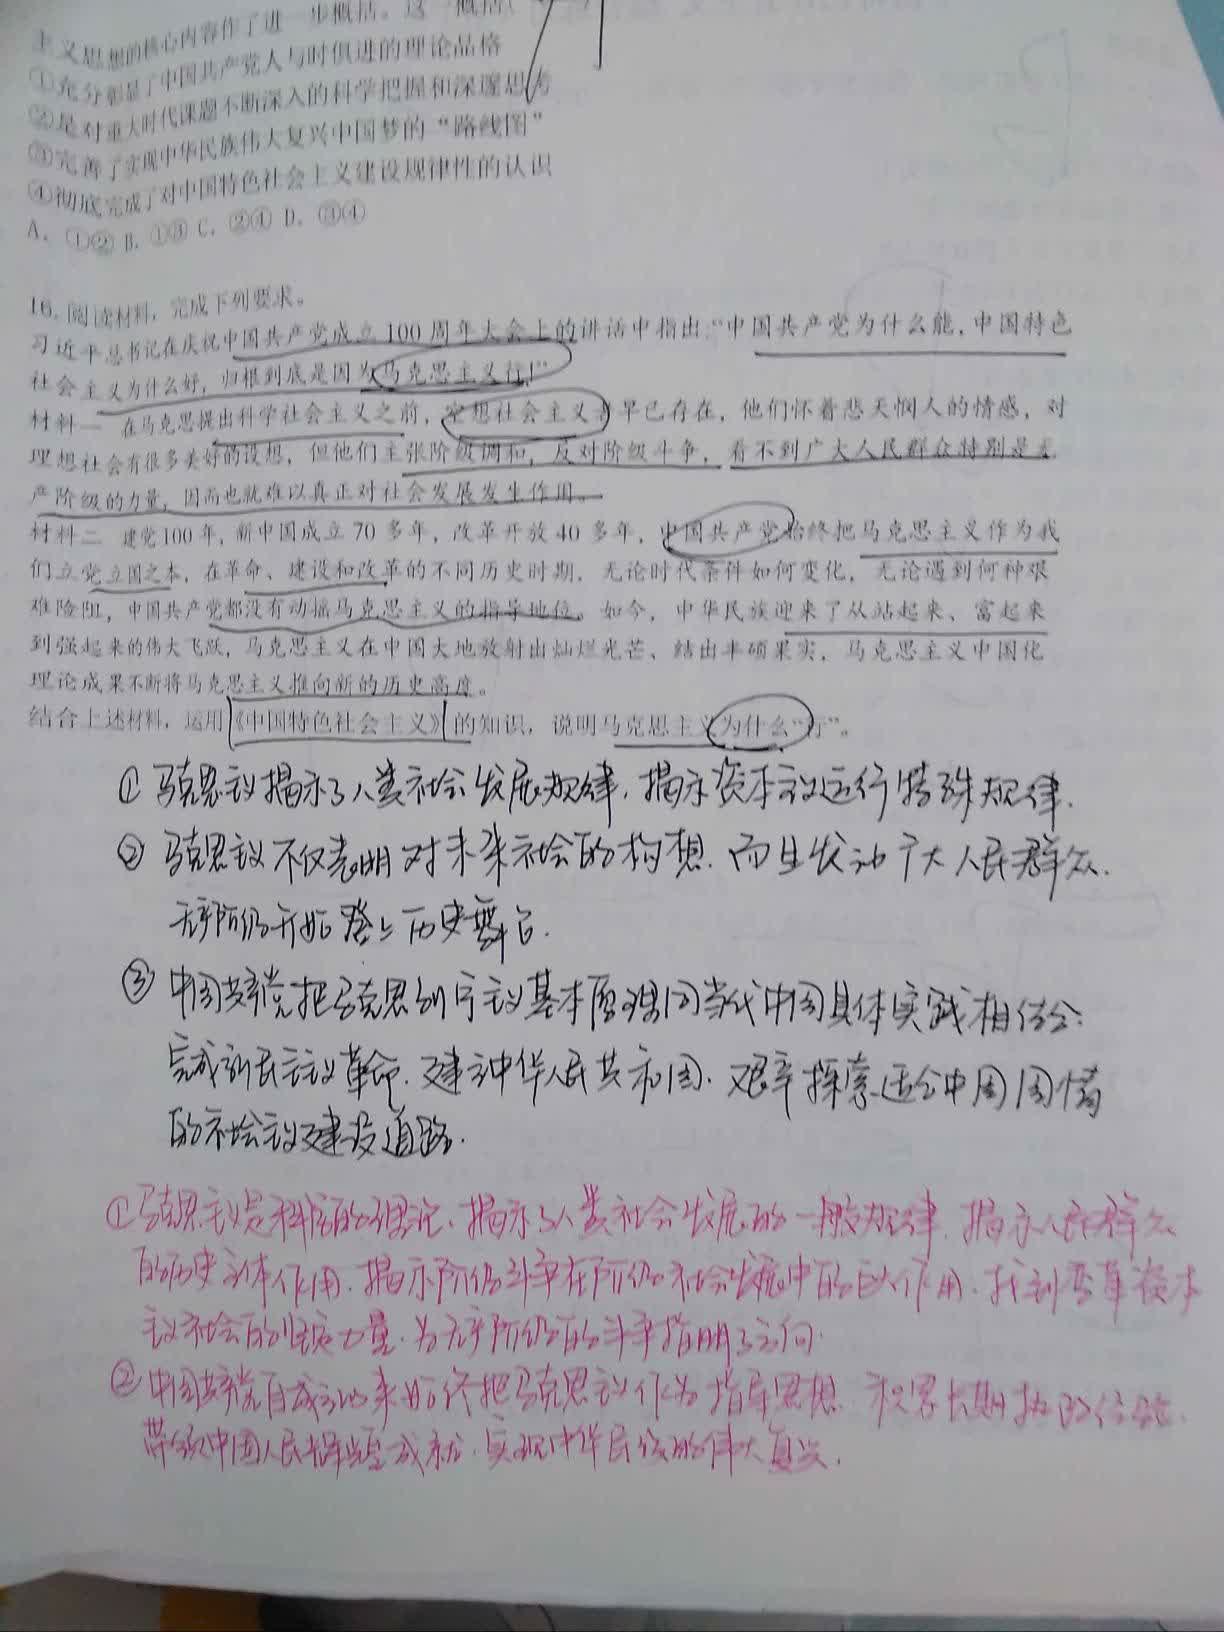 主义思想的核心内容作了进一步概括。这一概括
①充分彰显了中国共产党人与时俱进的理论品格
②是对重大时代课题不断深入的科学把握和深邃思考
③完善了实现中华民族伟大复兴中国梦的“路线图”
④彻底完成了对中国特色社会主义建设规律性的认识
A．①② B．①③ C．②④ D．③④
16．阅读材料，完成下列要求。
习近平总书记在庆祝中国共产党成立 100 周年大会上的讲话中指出：“中国共产党为什么能，中国特色
社会主义为什么好，归根到底是因为马克思主义行！”
材料一 在马克思提出科学社会主义之前，空想社会主义者早已存在，他们怀着悲天悯人的情感，对
理想社会有很多美好的设想，但他们主张阶级调和，反对阶级斗争，看不到广大人民群众特别是无
产阶级的力量，因而也就难以真正对社会发展发生作用。
材料二 建党100年，新中国成立 70 多年，改革开放 40 多年，中国共产党始终把马克思主义作为我
们立党立国之本，在革命、建设和改革的不同历史时期，无论时代条件如何变化，无论遇到何种艰
难险阻，中国共产党都没有动摇马克思主义的指导地位。如今，中华民族迎来了从站起来、富起来
到强起来的伟大飞跃，马克思主义在中国大地放射出灿烂光芒、结出丰硕果实，马克思主义中国化
理论成果不断将马克思主义推向新的历史高度。
结合上述材料，运用《中国特色社会主义》的知识，说明马克思主义为什么“行”。
① 马克思主义揭示了人类社会发展规律，揭示资本主义运行特殊规律．
② 马克思主义不仅表明对未来社会的构想．而且发动广大人民群众．
无产阶级开始登上历史舞台．
③ 中国共产党把马克思列宁主义基本原理同当代中国具体实践相结合．
完成新民主主义革命．建立中华人民共和国．艰辛探索适合中国国情
的社会主义建设道路．
①马克思主义是科学的理论、揭示了人类社会发展的一般规律．揭示人民群众
的历史主体作用．揭示阶级斗争在阶级社会发展中的巨大作用．找到变革资本
主义社会的坚实力量．为无产阶级的斗争指明了方向．
②中国共产党自成立以来始终把马克思主义作为指导思想．积累长期执政经验．
带领中国人民铸就辉煌成就．实现中华民族的伟大复兴．